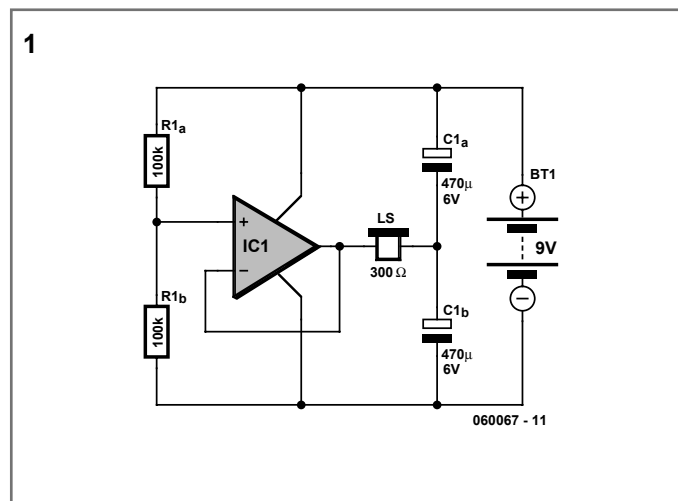 1
R1a
100k
R1b
100k
+
−
IC1
LS
300 Ω
C1a
470µ
6V
C1b
470µ
6V
BT1
+
9V
−
060067 - 11